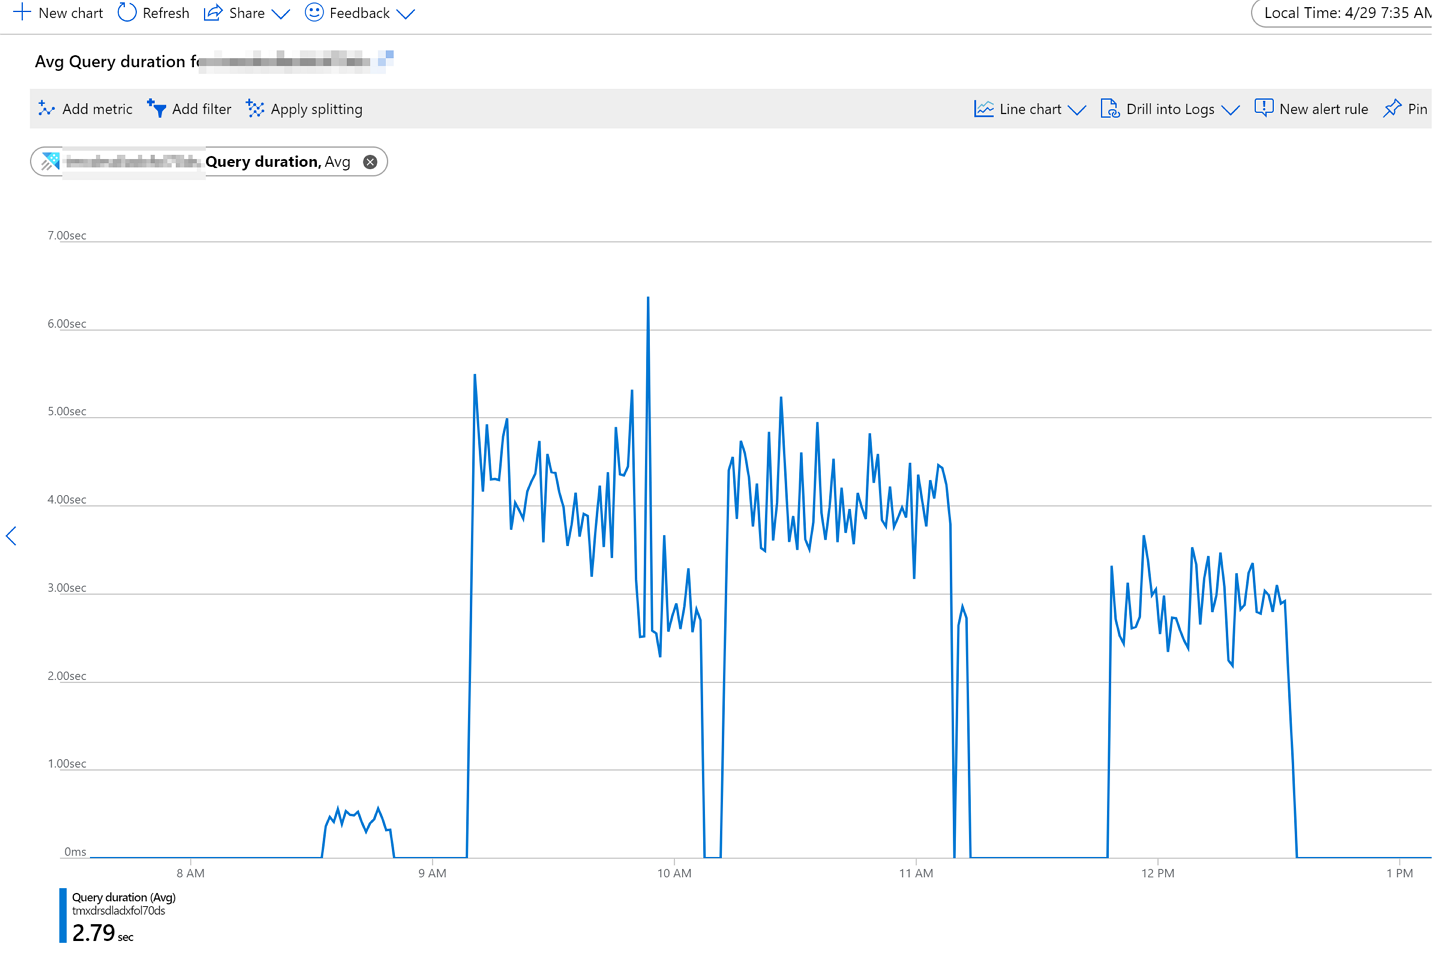 New chart Refresh Share Feedback Local Time: 4/29 7:35 AM
Avg Query duration
Add metric Add filter Apply splitting Line chart Drill into Logs New alert rule Pin
Query duration, Avg
7.00sec
6.00sec
5.00sec
4.00sec
3.00sec
2.00sec
1.00sec
0ms
8 AM 9 AM 10 AM 11 AM 12 PM 1 PM
Query duration (Avg)
tmxdrsdladxfol70ds
2.79 sec